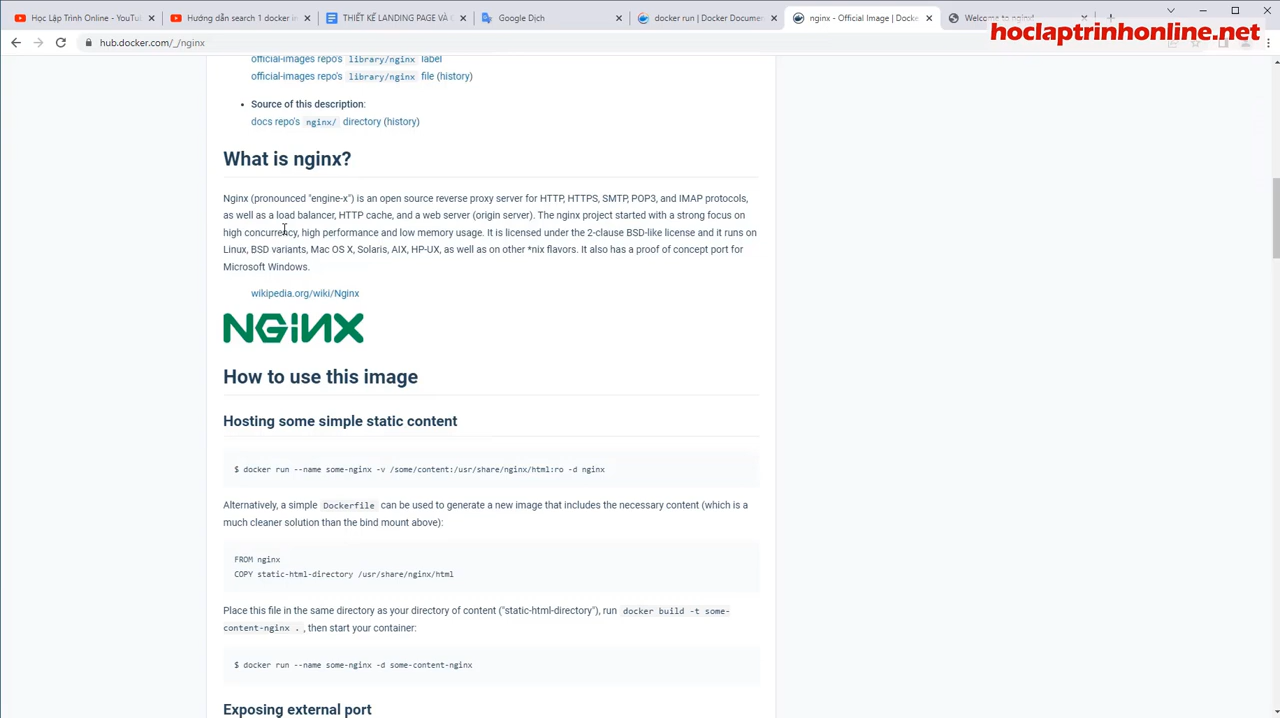 Học Lập Trình Online - YouTu
Hướng dẫn search 1 docker i
THIẾT KẾ LANDING PAGE VÀ
Google Dịch
docker run | Docker Documen
nginx - Official Image | Docke
Welcome to nginx!
hub.docker.com/_/nginx
hoclaptrinhonline.net
official-images repo's library/nginx label
official-images repo's library/nginx file (history)
• Source of this description:
docs repo's nginx/ directory (history)
What is nginx?
Nginx (pronounced "engine-x") is an open source reverse proxy server for HTTP, HTTPS, SMTP, POP3, and IMAP protocols,
as well as a load balancer, HTTP cache, and a web server (origin server). The nginx project started with a strong focus on
high concurrency, high performance and low memory usage. It is licensed under the 2-clause BSD-like license and it runs on
Linux, BSD variants, Mac OS X, Solaris, AIX, HP-UX, as well as on other *nix flavors. It also has a proof of concept port for
Microsoft Windows.
wikipedia.org/wiki/Nginx
NGINX
How to use this image
Hosting some simple static content
$ docker run --name some-nginx -v /some/content:/usr/share/nginx/html:ro -d nginx
Alternatively, a simple Dockerfile can be used to generate a new image that includes the necessary content (which is a
much cleaner solution than the bind mount above):
FROM nginx
COPY static-html-directory /usr/share/nginx/html
Place this file in the same directory as your directory of content ("static-html-directory"), run docker build -t some-
content-nginx . , then start your container:
$ docker run --name some-nginx -d some-content-nginx
Exposing external port